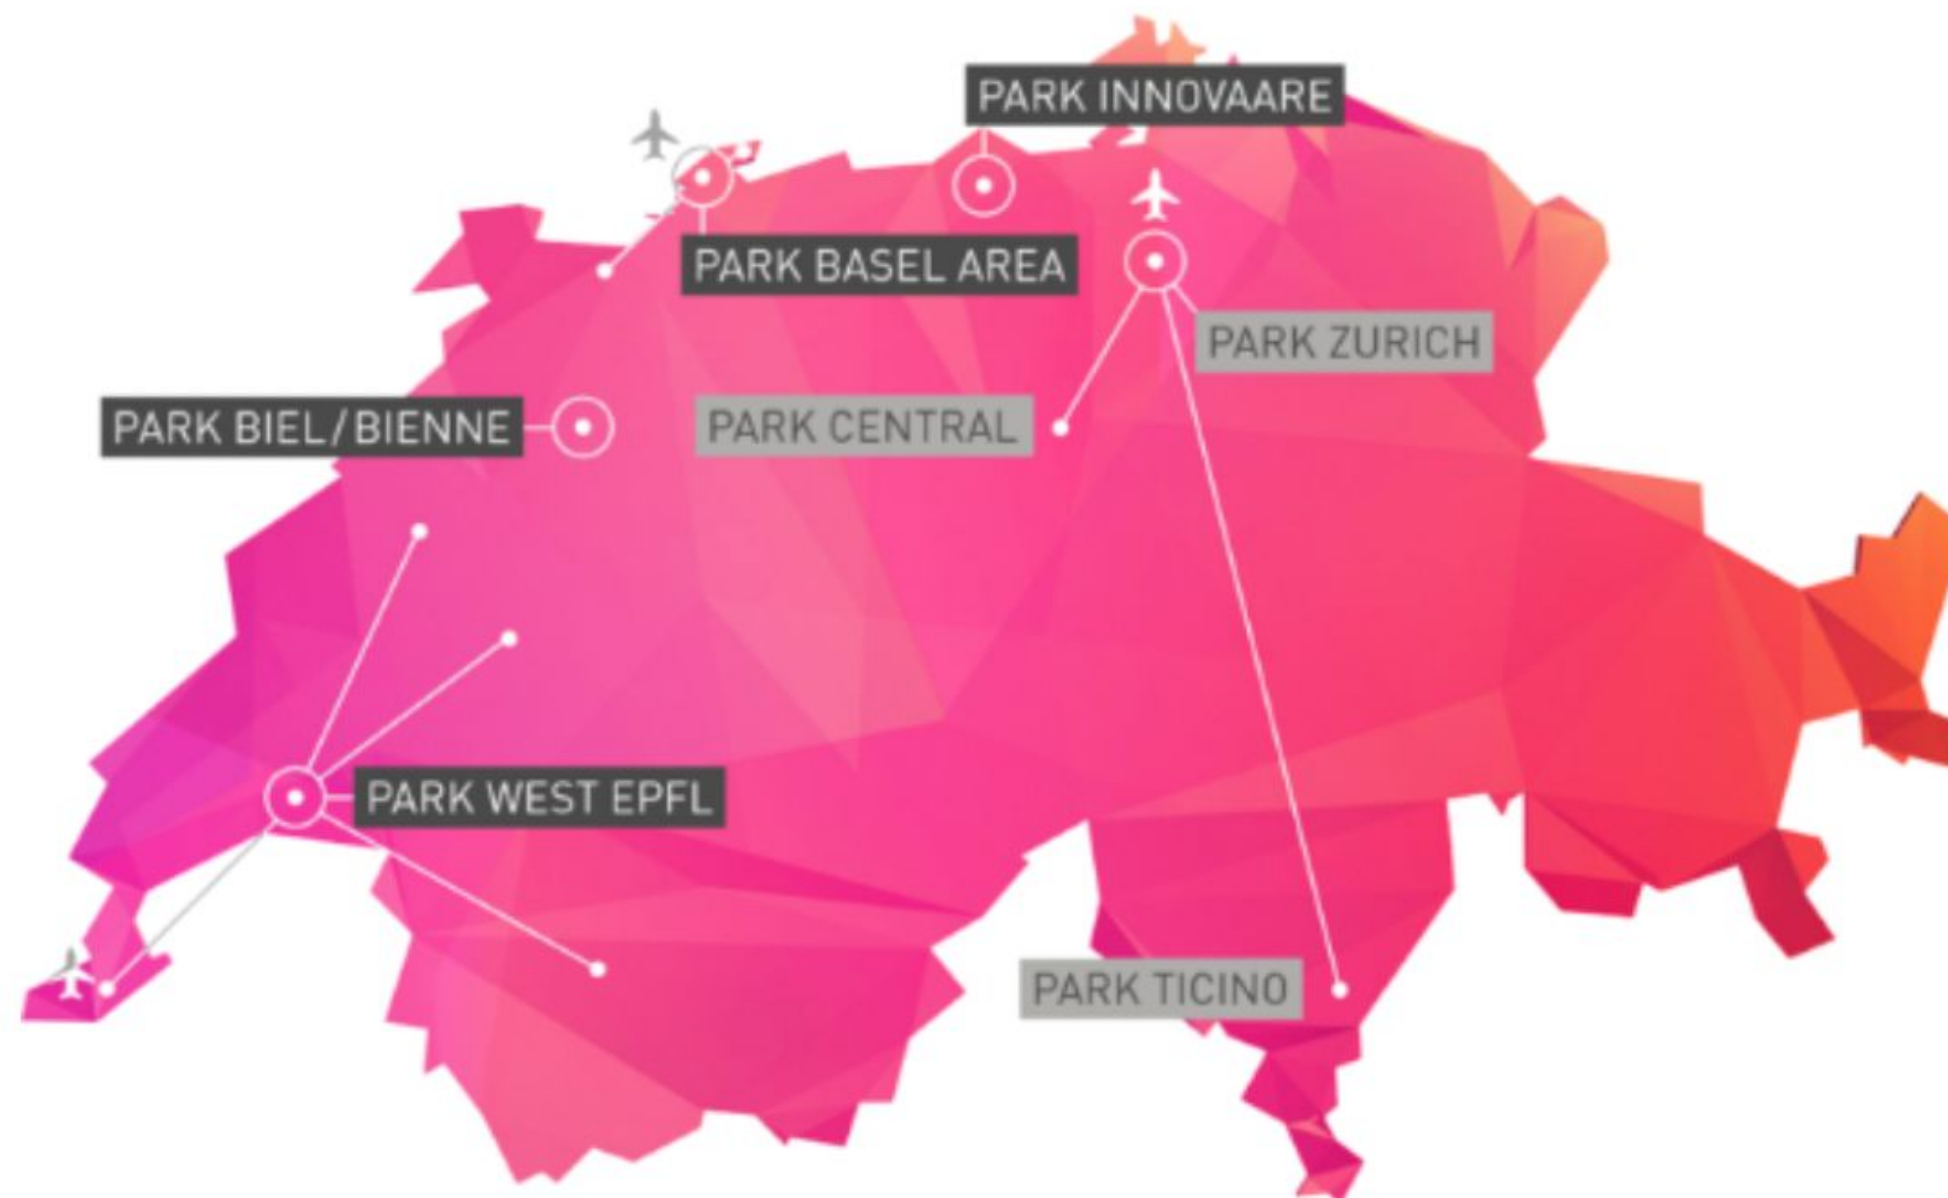 PARK INNOVAARE
PARK BASEL AREA
PARK ZURICH
PARK BIEL/BIENNE
PARK CENTRAL
PARK WEST EPFL
PARK TICINO